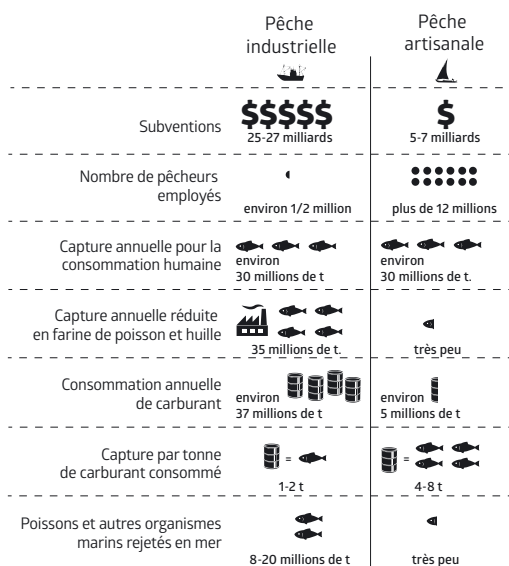 Pêche
industrielle
Pêche
artisanale
Subventions
$$$$$
25-27 milliards
$
5-7 milliards
Nombre de pêcheurs
employés
environ 1/2 million
plus de 12 millions
Capture annuelle pour la
consommation humaine
environ
30 millions de t
environ
30 millions de t.
Capture annuelle réduite
en farine de poisson et huille
35 millions de t.
très peu
Consommation annuelle
de carburant
environ
37 millions de t
environ
5 millions de t
Capture par tonne
de carburant consommé
=
1-2 t
=
4-8 t
Poissons et autres organismes
marins rejetés en mer
8-20 millions de t
très peu